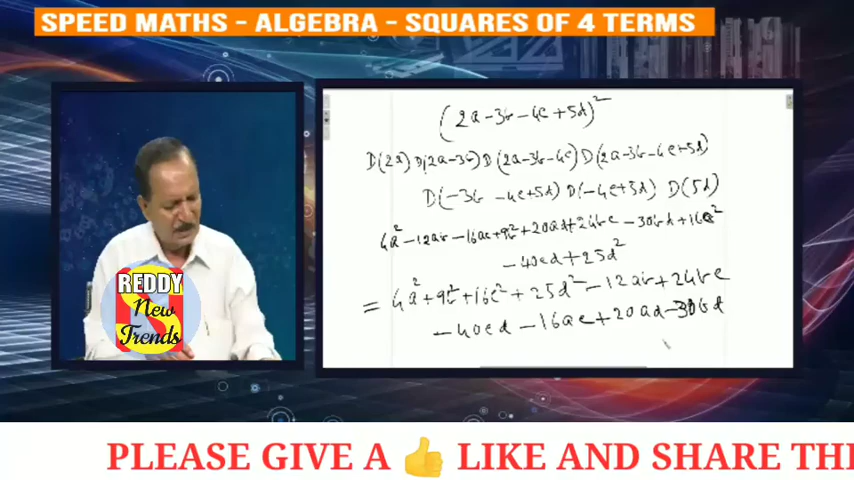 SPEED MATHS - ALGEBRA - SQUARES OF 4 TERMS
(2a-3b-4c+5d)²
D(2a) D(2a-3b) D(2a-3b-4c) D(2a-3b-4c+5d)
D(-3b -4c+5d) D(-4c+5d) D(5d)
4a²-12ab-16ac+9b²+20ad+24bc-30bd+16c²
-40cd+25d²
= 4a²+9b²+16c²+25d²-12ab+24bc
-40cd-16ac+20ad-30bd
REDDY
New
Trends
PLEASE GIVE A 👍 LIKE AND SHARE THI